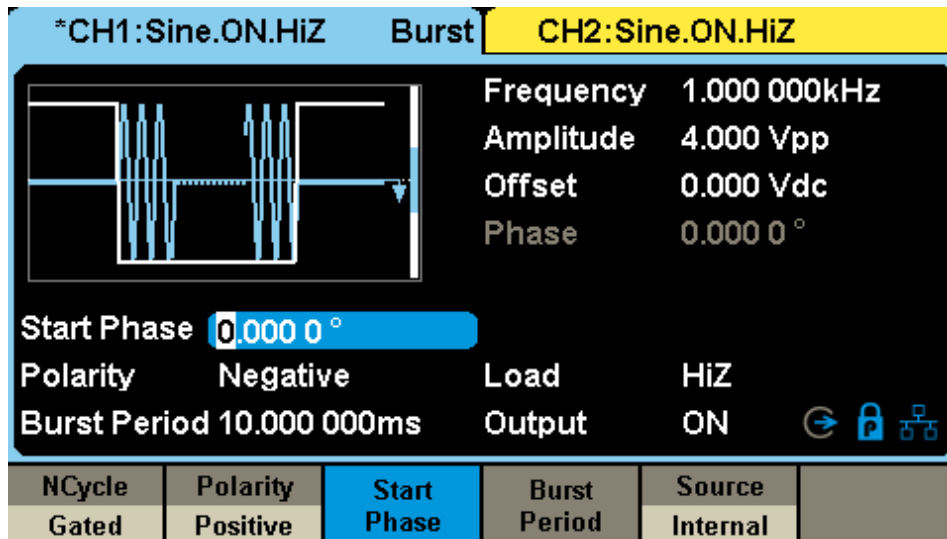 *CH1:Sine.ON.HiZ Burst CH2:Sine.ON.HiZ
Frequency 1.000 000kHz
Amplitude 4.000 Vpp
Offset 0.000 Vdc
Phase 0.000 0 °
Start Phase 0.000 0 °
Polarity Negative Load HiZ
Burst Period 10.000 000ms Output ON P
NCycle Polarity Start Burst Source
Gated Positive Phase Period Internal